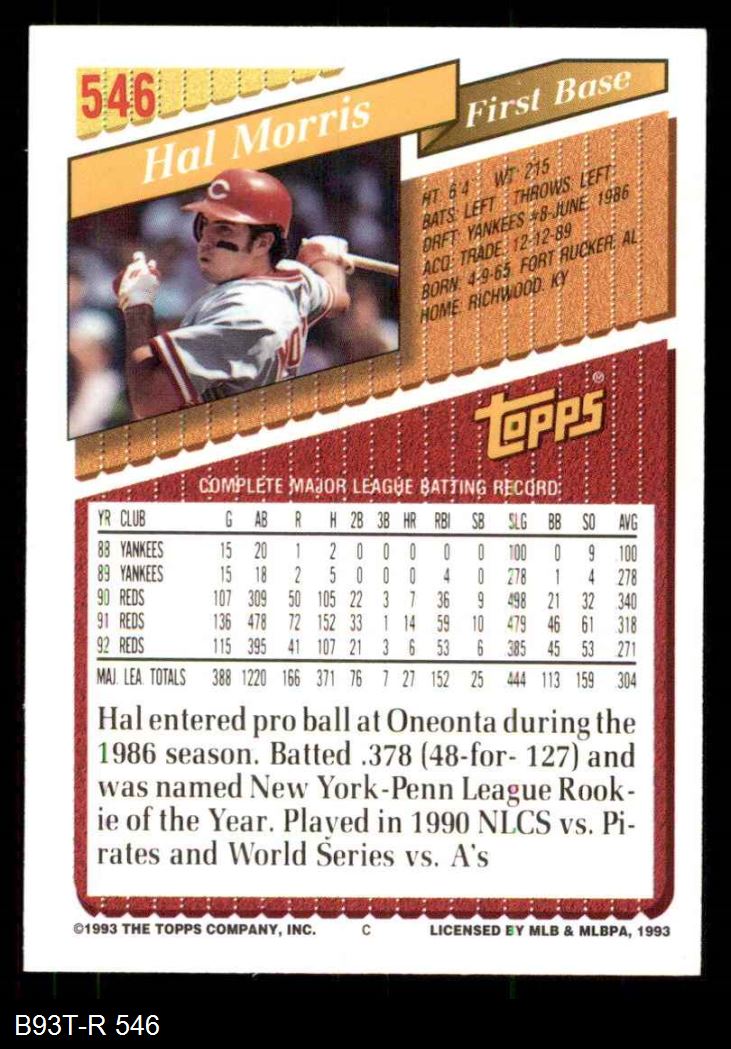 546
Hal Morris
First Base
HT: 6'4" WT: 215
BATS: LEFT THROWS: LEFT
DRFT: YANKEES #8-JUNE, 1986
ACQ: TRADE, 12-12-89
BORN: 4-9-65, FORT RUCKER, AL
HOME: RICHWOOD, KY
C
TOPPS®
COMPLETE MAJOR LEAGUE BATTING RECORD
YR CLUB G AB R H 2B 3B HR RBI SB SLG BB SO AVG
88 YANKEES 15 20 1 2 0 0 0 0 0 .100 0 9 .100
89 YANKEES 15 18 2 5 0 0 0 4 0 .278 1 4 .278
90 REDS 107 309 50 105 22 3 7 36 9 .498 21 32 .340
91 REDS 136 478 72 152 33 1 14 59 10 .479 46 61 .318
92 REDS 115 395 41 107 21 3 6 53 6 .385 45 53 .271
MAJ. LEA. TOTALS 388 1220 166 371 76 7 27 152 25 .444 113 159 .304
Hal entered pro ball at Oneonta during the
1986 season. Batted .378 (48-for- 127) and
was named New York-Penn League Rook-
ie of the Year. Played in 1990 NLCS vs. Pi-
rates and World Series vs. A's
©1993 THE TOPPS COMPANY, INC. C LICENSED BY MLB & MLBPA, 1993
B93T-R 546